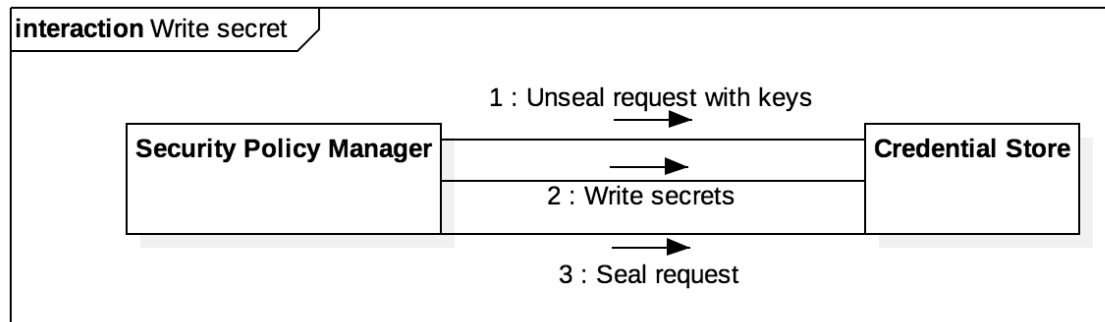 interaction Write secret
1 : Unseal request with keys
Security Policy Manager
Credential Store
2 : Write secrets
3 : Seal request